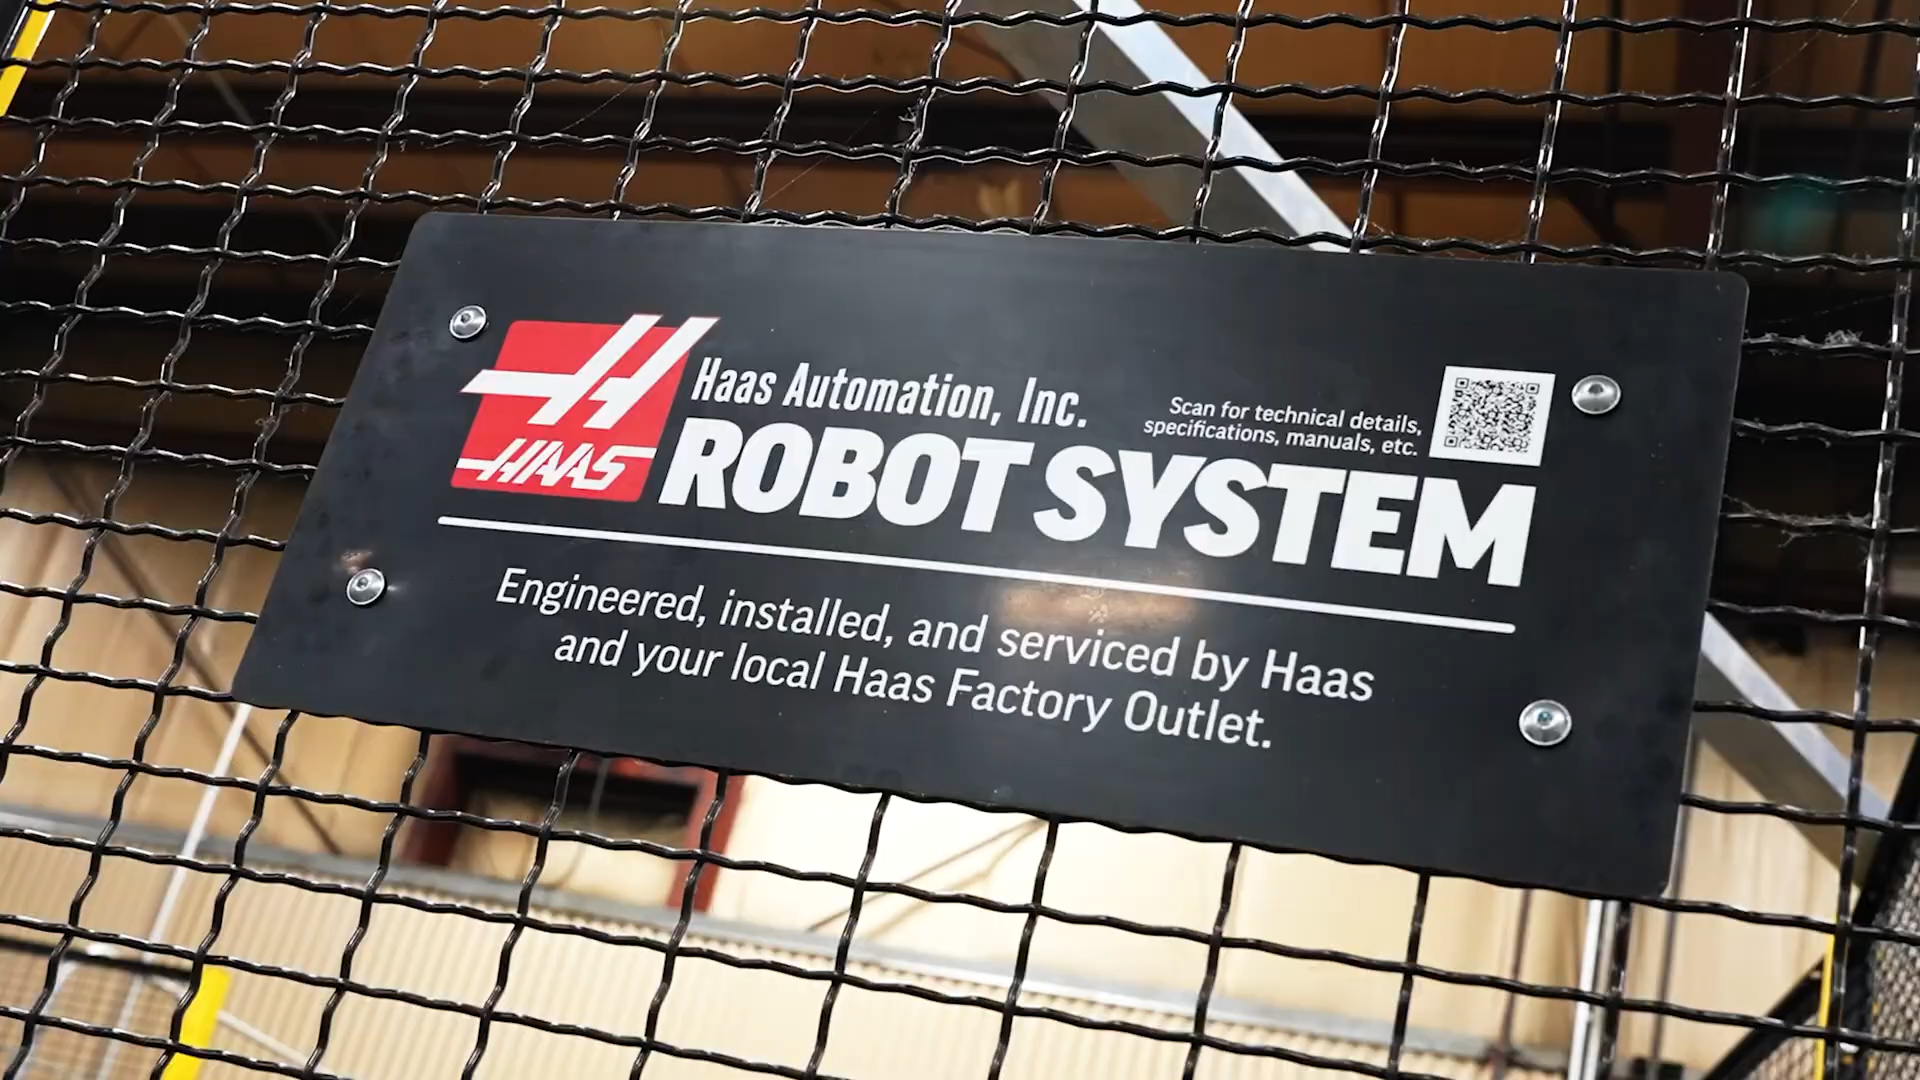 HAAS
Haas Automation, Inc.
ROBOT SYSTEM
Scan for technical details,
specifications, manuals, etc.
Engineered, installed, and serviced by Haas
and your local Haas Factory Outlet.